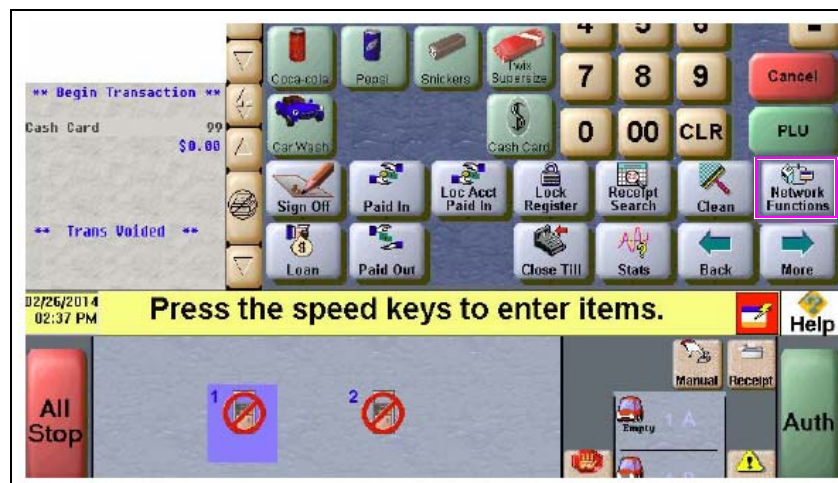 4 5 6
Coca-cola Pepsi Snickers Twix Supersize
7 8 9
Cancel
** Begin Transaction **
Cash Card 99
$0.00
Car Wash
Cash Card
0 00 CLR
PLU
Sign Off
Paid In
Loc Acct Paid In
Lock Register
Receipt Search
Clean
Network Functions
** Trans Voided **
Loan
Paid Out
Close Till
Stats
Back
More
02/26/2014
02:37 PM
Press the speed keys to enter items.
Help
All Stop
1
2
Manual
Receipt
Empty
1 A
Auth